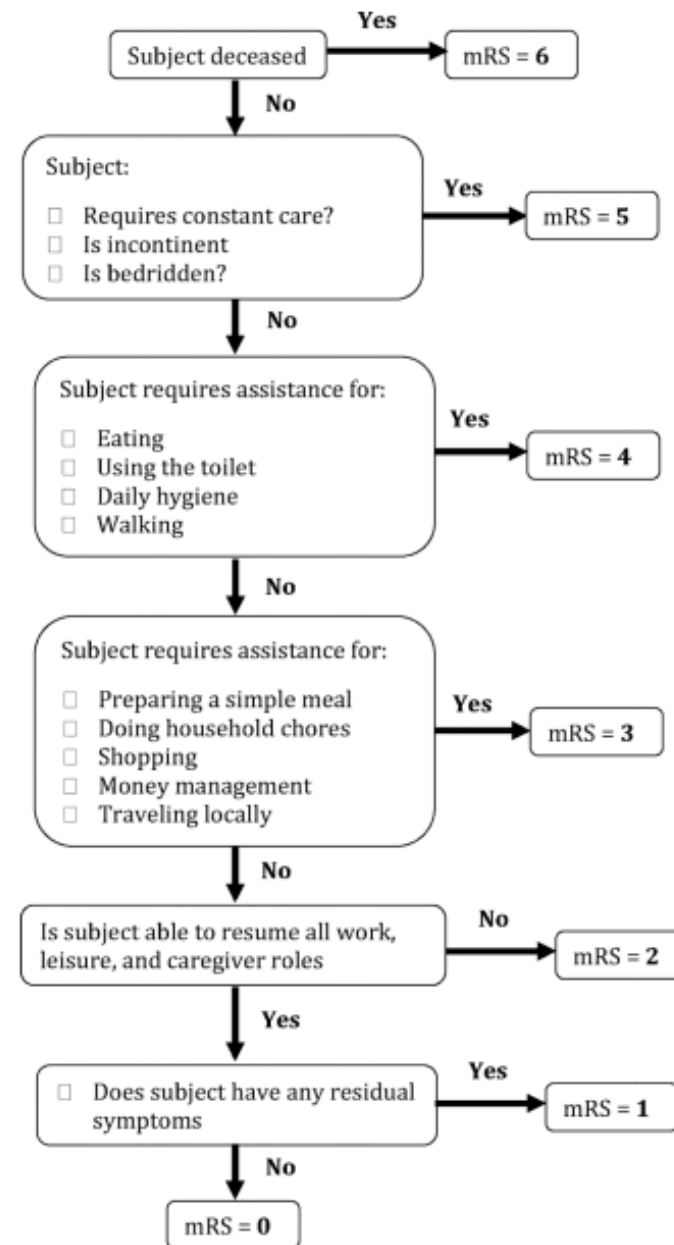 Yes
Subject deceased
mRS = 6
No
Subject:
Yes
☐ Requires constant care?
mRS = 5
☐ Is incontinent
☐ Is bedridden?
No
Subject requires assistance for:
Yes
☐ Eating
mRS = 4
☐ Using the toilet
☐ Daily hygiene
☐ Walking
No
Subject requires assistance for:
☐ Preparing a simple meal
Yes
☐ Doing household chores
mRS = 3
☐ Shopping
☐ Money management
☐ Traveling locally
No
Is subject able to resume all work,
leisure, and caregiver roles
No
mRS = 2
Yes
☐ Does subject have any residual
symptoms
Yes
mRS = 1
No
mRS = 0